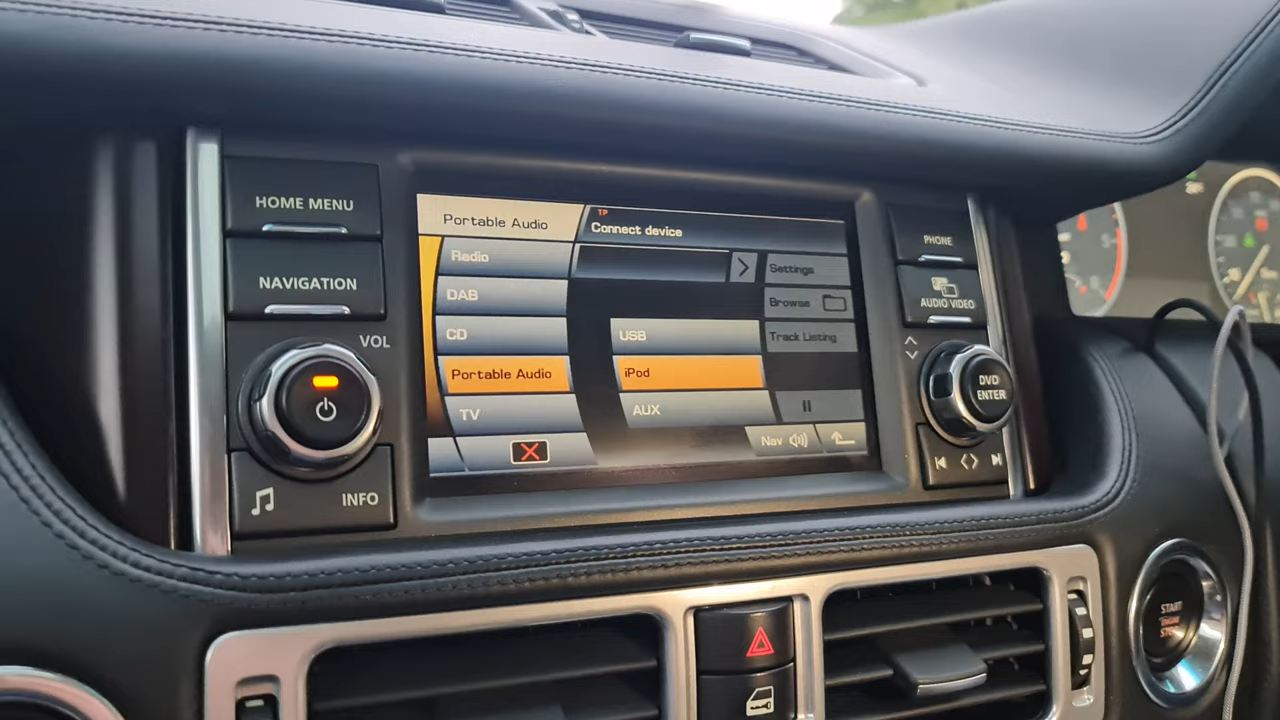 HOME MENU
NAVIGATION
VOL
INFO
Portable Audio
TP
Connect device
Radio
DAB
CD
Portable Audio
TV
USB
iPod
AUX
Settings
Browse
Track Listing
Nav
PHONE
AUDIO VIDEO
DVD
ENTER
START
ENGINE
STOP